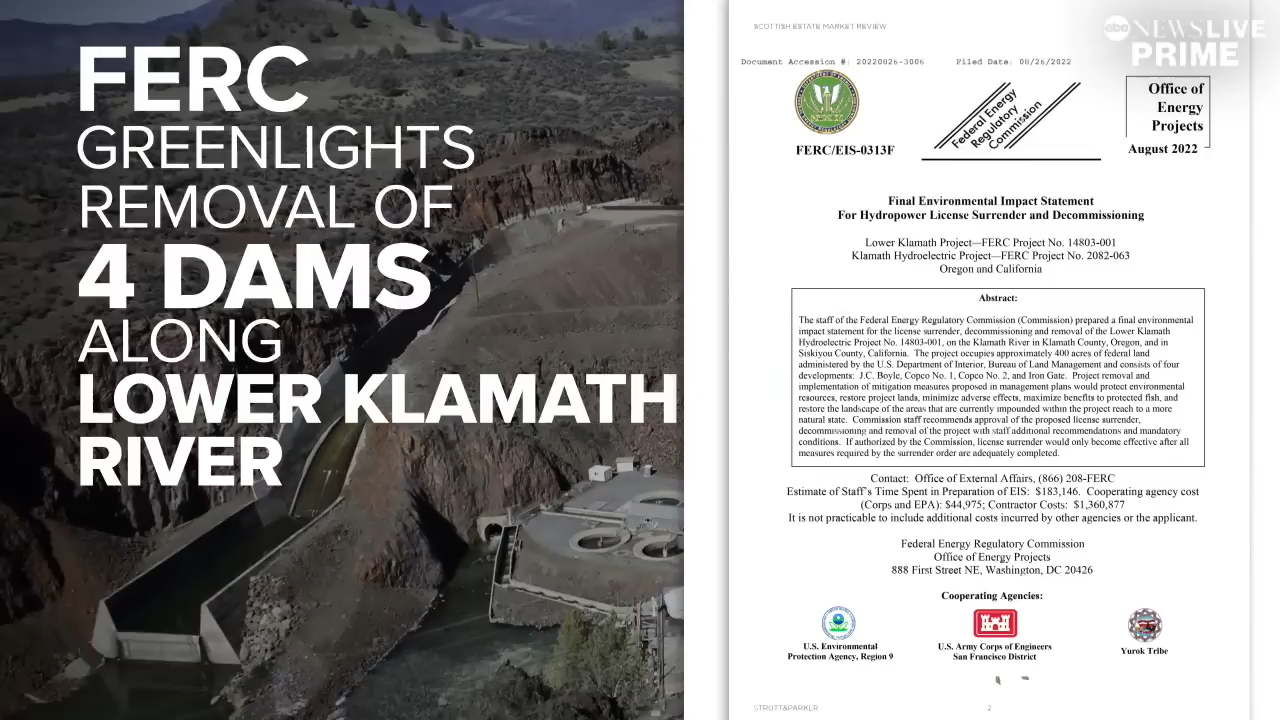 FERC
GREENLIGHTS
REMOVAL OF
4 DAMS
ALONG
LOWER KLAMATH
RIVER
SCOTTISH ESTATE MARKET REVIEW
abc NEWS LIVE
PRIME
Document Accession #: 20220826-3006 Filed Date: 08/26/2022
Federal Energy
Regulatory
Commission
Office of
Energy
Projects
FERC/EIS-0313F
August 2022
Final Environmental Impact Statement
For Hydropower License Surrender and Decommissioning
Lower Klamath Project—FERC Project No. 14803-001
Klamath Hydroelectric Project—FERC Project No. 2082-063
Oregon and California
Abstract:
The staff of the Federal Energy Regulatory Commission (Commission) prepared a final environmental
impact statement for the license surrender, decommissioning and removal of the Lower Klamath
Hydroelectric Project No. 14803-001, on the Klamath River in Klamath County, Oregon, and in
Siskiyou County, California. The project occupies approximately 400 acres of federal land
administered by the U.S. Department of Interior, Bureau of Land Management and consists of four
developments: J.C. Boyle, Copco No. 1, Copco No. 2, and Iron Gate. Project removal and
implementation of mitigation measures proposed in management plans would protect environmental
resources, restore project lands, minimize adverse effects, maximize benefits to protected fish, and
restore the landscape of the areas that are currently impounded within the project reach to a more
natural state. Commission staff recommends approval of the proposed license surrender,
decommissioning and removal of the project with staff additional recommendations and mandatory
conditions. If authorized by the Commission, license surrender would only become effective after all
measures required by the surrender order are adequately completed.
Contact: Office of External Affairs, (866) 208-FERC
Estimate of Staff's Time Spent in Preparation of EIS: $183,146. Cooperating agency cost
(Corps and EPA): $44,975; Contractor Costs: $1,360,877
It is not practicable to include additional costs incurred by other agencies or the applicant.
Federal Energy Regulatory Commission
Office of Energy Projects
888 First Street NE, Washington, DC 20426
Cooperating Agencies:
U.S. Environmental
Protection Agency, Region 9
U.S. Army Corps of Engineers
San Francisco District
Yurok Tribe
STRUTT&PARKER
2